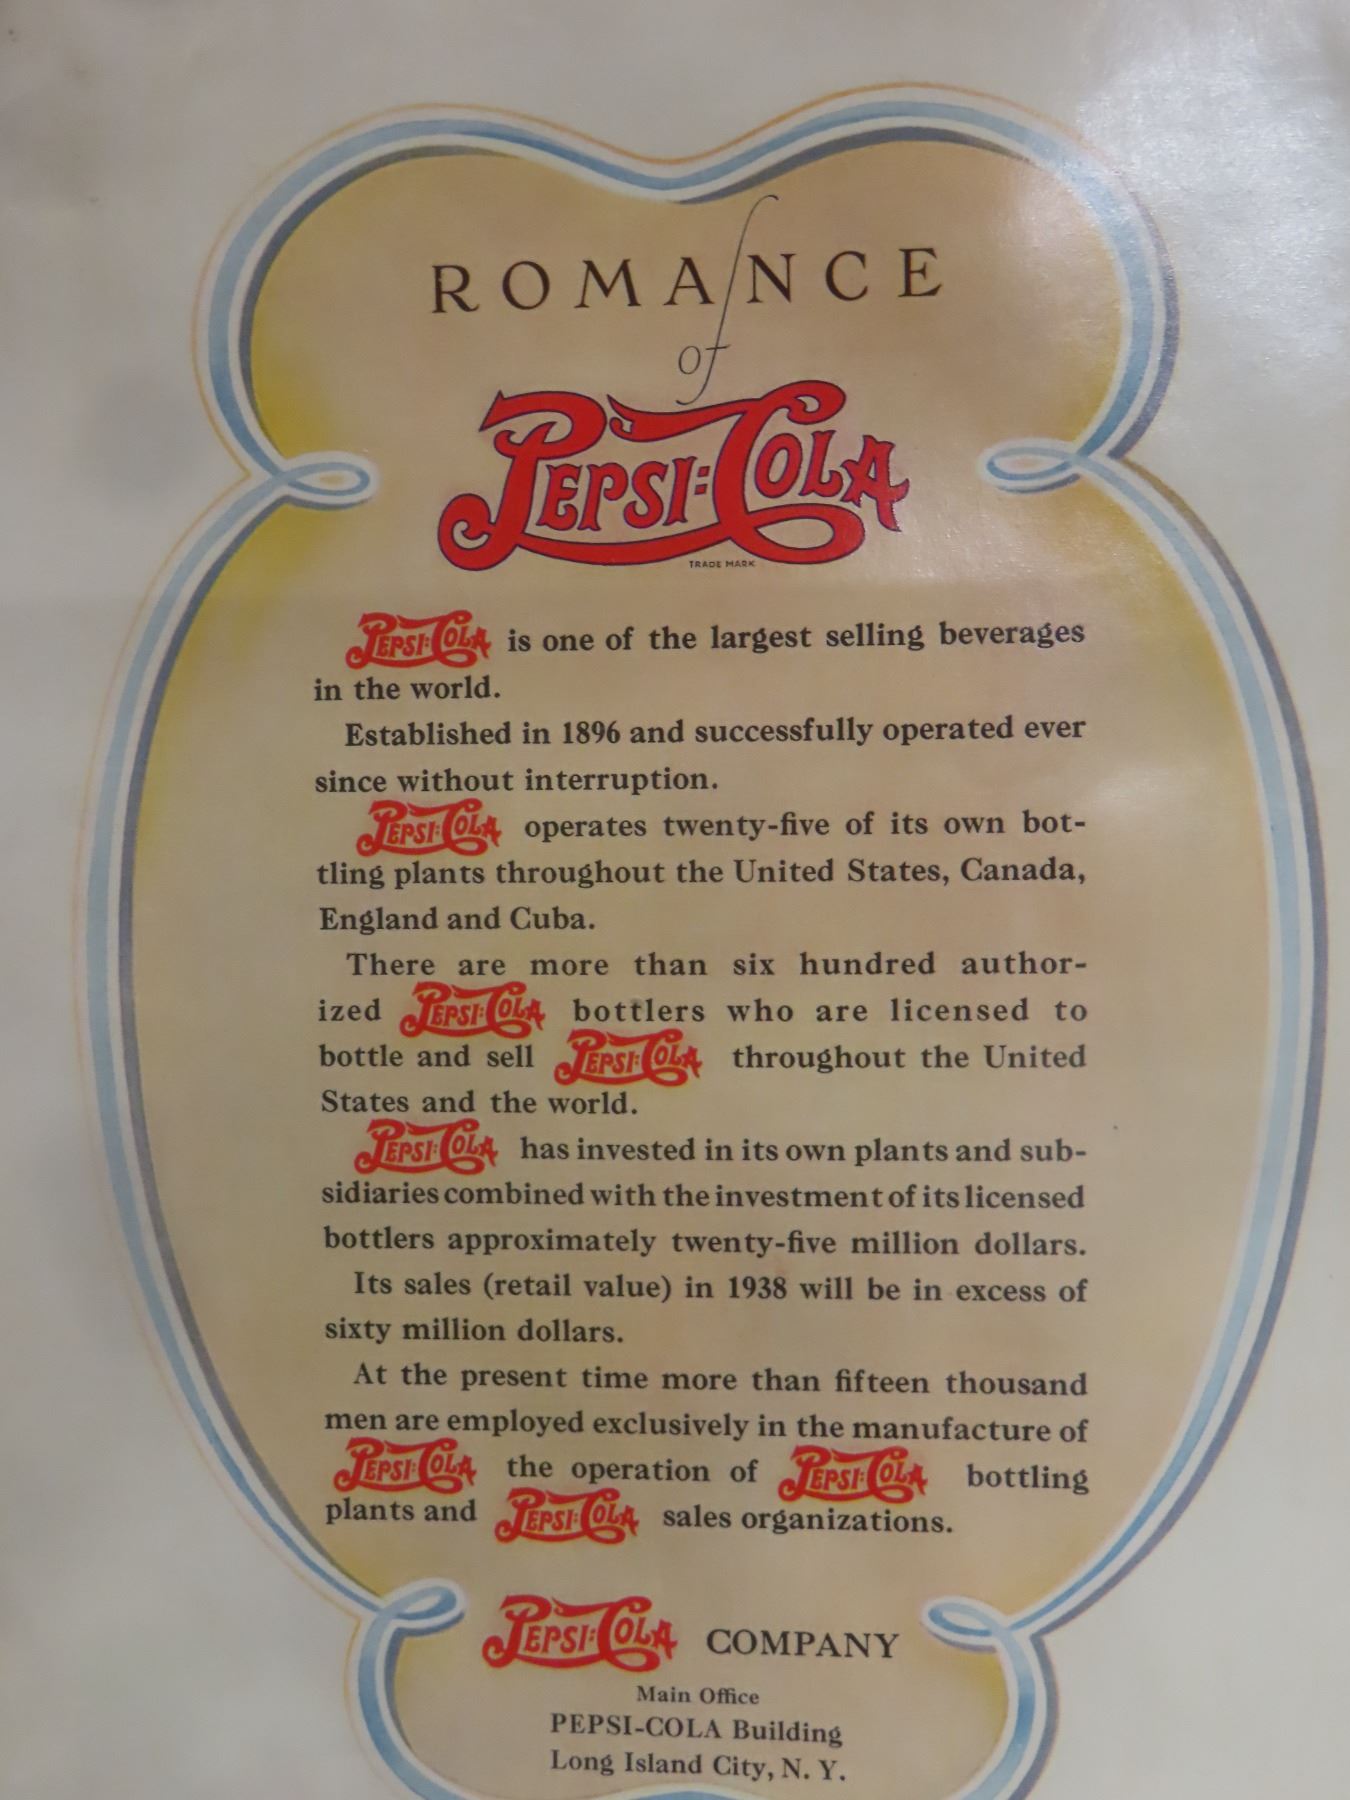 ROMANCE
of
PEPSI:COLA
TRADE MARK
PEPSI:COLA is one of the largest selling beverages
in the world.
Established in 1896 and successfully operated ever
since without interruption.
PEPSI:COLA operates twenty-five of its own bot-
tling plants throughout the United States, Canada,
England and Cuba.
There are more than six hundred author-
ized PEPSI:COLA bottlers who are licensed to
bottle and sell PEPSI:COLA throughout the United
States and the world.
PEPSI:COLA has invested in its own plants and sub-
sidiaries combined with the investment of its licensed
bottlers approximately twenty-five million dollars.
Its sales (retail value) in 1938 will be in excess of
sixty million dollars.
At the present time more than fifteen thousand
men are employed exclusively in the manufacture of
PEPSI:COLA the operation of PEPSI:COLA bottling
plants and PEPSI:COLA sales organizations.
PEPSI:COLA COMPANY
Main Office
PEPSI-COLA Building
Long Island City, N. Y.